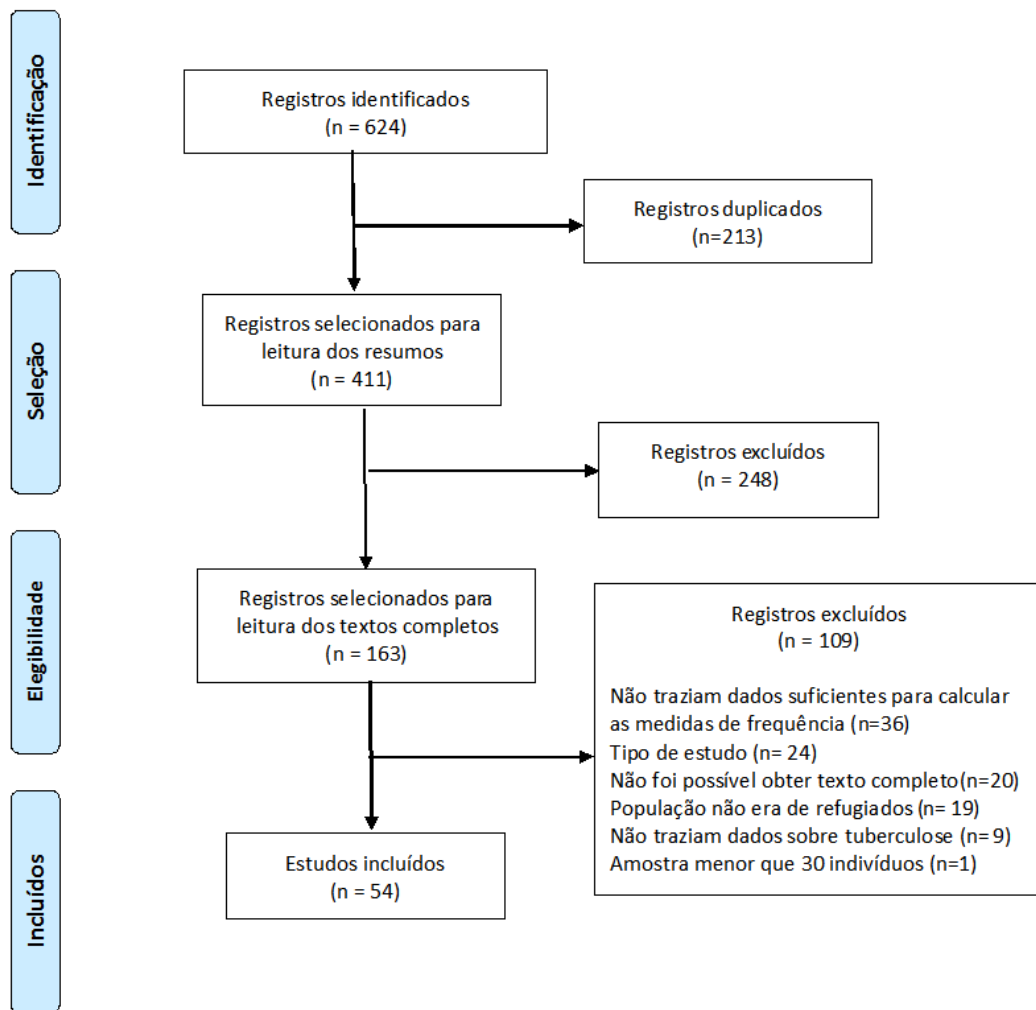 Identificação
Registros identificados
(n = 624)
Registros duplicados
(n=213)
Seleção
Registros selecionados para
leitura dos resumos
(n = 411)
Registros excluídos
(n = 248)
Elegibilidade
Registros selecionados para
leitura dos textos completos
(n = 163)
Registros excluídos
(n = 109)
Não traziam dados suficientes para calcular
as medidas de frequência (n=36)
Tipo de estudo (n= 24)
Não foi possível obter texto completo(n=20)
População não era de refugiados (n= 19)
Não traziam dados sobre tuberculose (n= 9)
Amostra menor que 30 indivíduos (n=1)
Incluídos
Estudos incluídos
(n = 54)